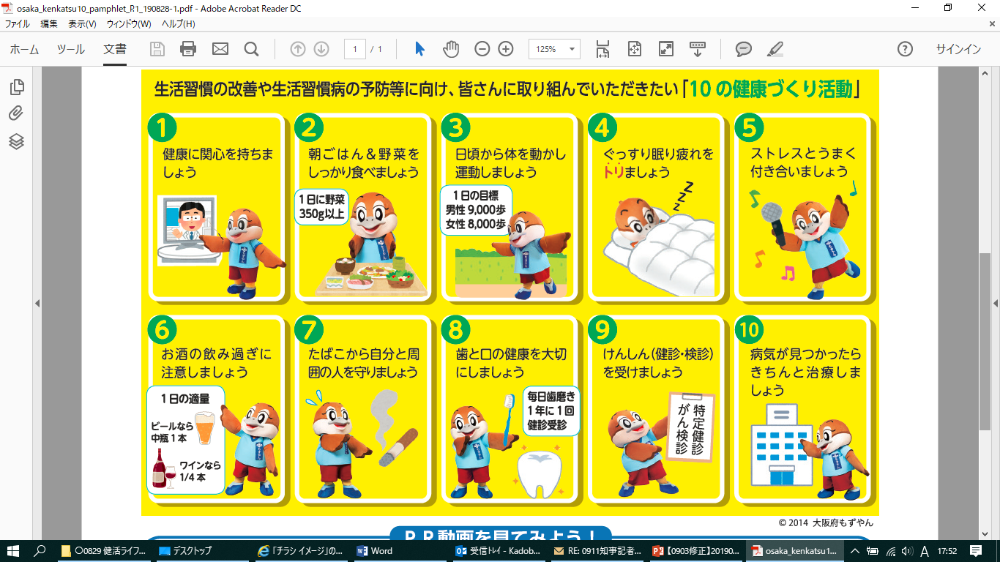 osaka_kenkatsu10_pamphlet_P.1_190828-1.pdf - Adobe Acrobat Reader DC
ファイル 編集 表示(V) ウィンドウ(W) ヘルプ(H)
ホーム ツール 文書 1 / 1 125% サインイン
生活習慣の改善や生活習慣病の予防等に向け、皆さんに取り組んでいただきたい「10の健康づくり活動」
1
健康に関心を持ちま
しょう
2
朝ごはん＆野菜を
しっかり食べましょう
1日に野菜
350g以上
3
日頃から体を動かし
運動しましょう
1日の目標
男性 9,000歩
女性 8,000歩
4
ぐっすり眠り疲れを
トリましょう
ZZZ
5
ストレスとうまく
付き合いましょう
6
お酒の飲み過ぎに
注意しましょう
1日の適量
ビールなら
中瓶1本
ワインなら
1/4本
7
たばこから自分と周
囲の人を守りましょう
8
歯と口の健康を大切
にしましょう
毎日歯磨き
1年に1回
健診受診
9
けんしん（健診・検診）
を受けましょう
特定健診
がん検診
10
病気が見つかったら
きちんと治療しま
しょう
© 2014 大阪府もずやん
P.R動画を見てみよう！
〇0829 健活ライフ... デスクトップ 「チラシ イメージ」の... Word 受信トレイ - Kadob... RE: 0911知事記者... 【0903修正】20190... osaka_kenkatsu1... A 17:52